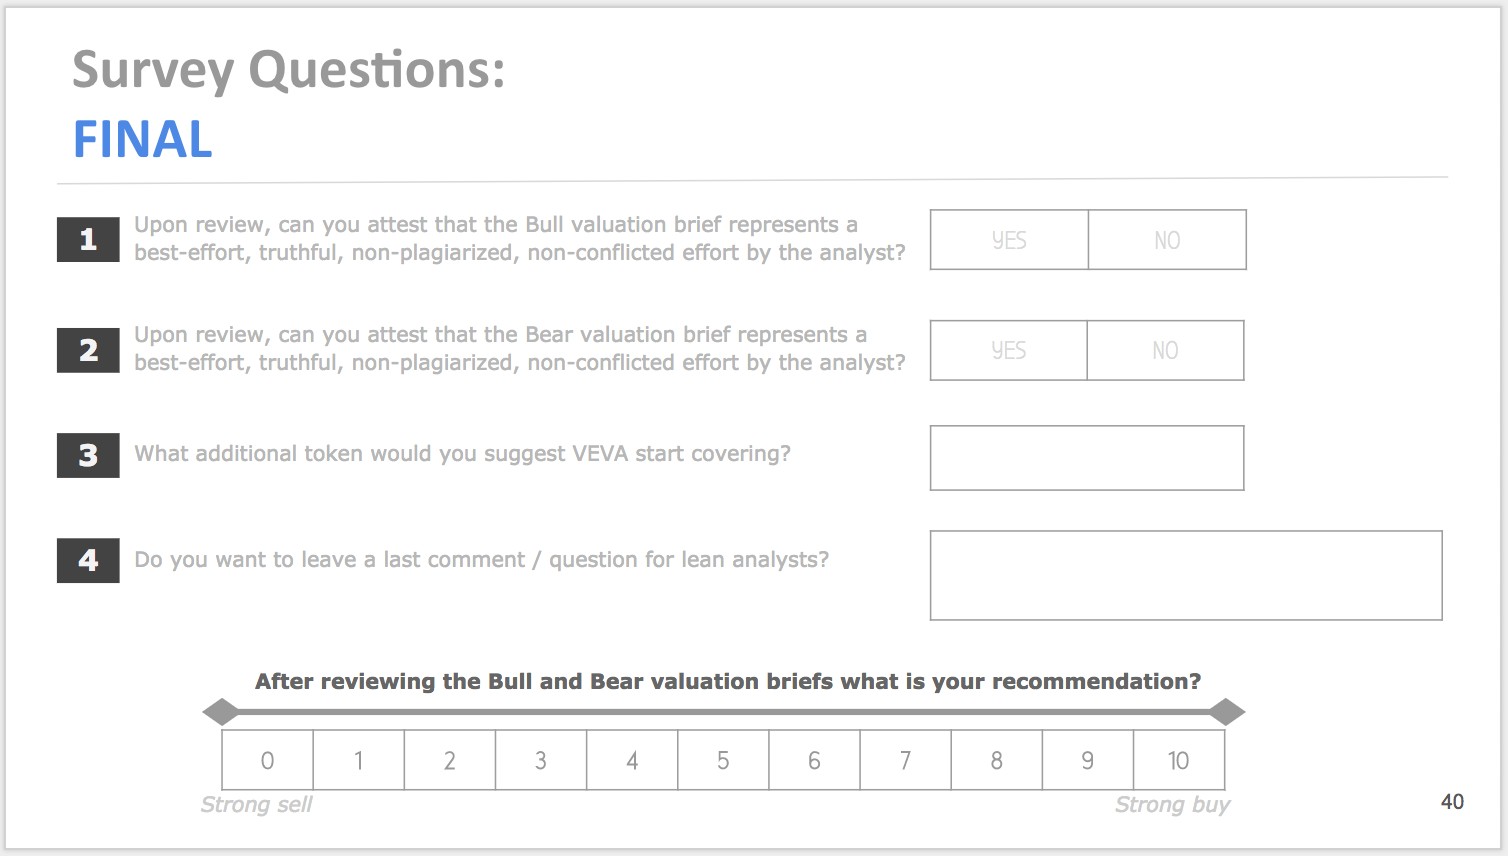 Survey Questions:
FINAL
1
Upon review, can you attest that the Bull valuation brief represents a
best-effort, truthful, non-plagiarized, non-conflicted effort by the analyst?
YES
NO
2
Upon review, can you attest that the Bear valuation brief represents a
best-effort, truthful, non-plagiarized, non-conflicted effort by the analyst?
YES
NO
3
What additional token would you suggest VEVA start covering?
4
Do you want to leave a last comment / question for lean analysts?
After reviewing the Bull and Bear valuation briefs what is your recommendation?
0 1 2 3 4 5 6 7 8 9 10
Strong sell
Strong buy
40